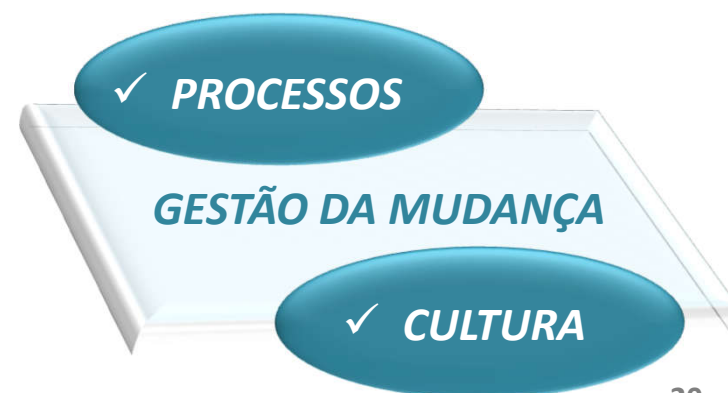 ✓ PROCESSOS
GESTÃO DA MUDANÇA
✓ CULTURA